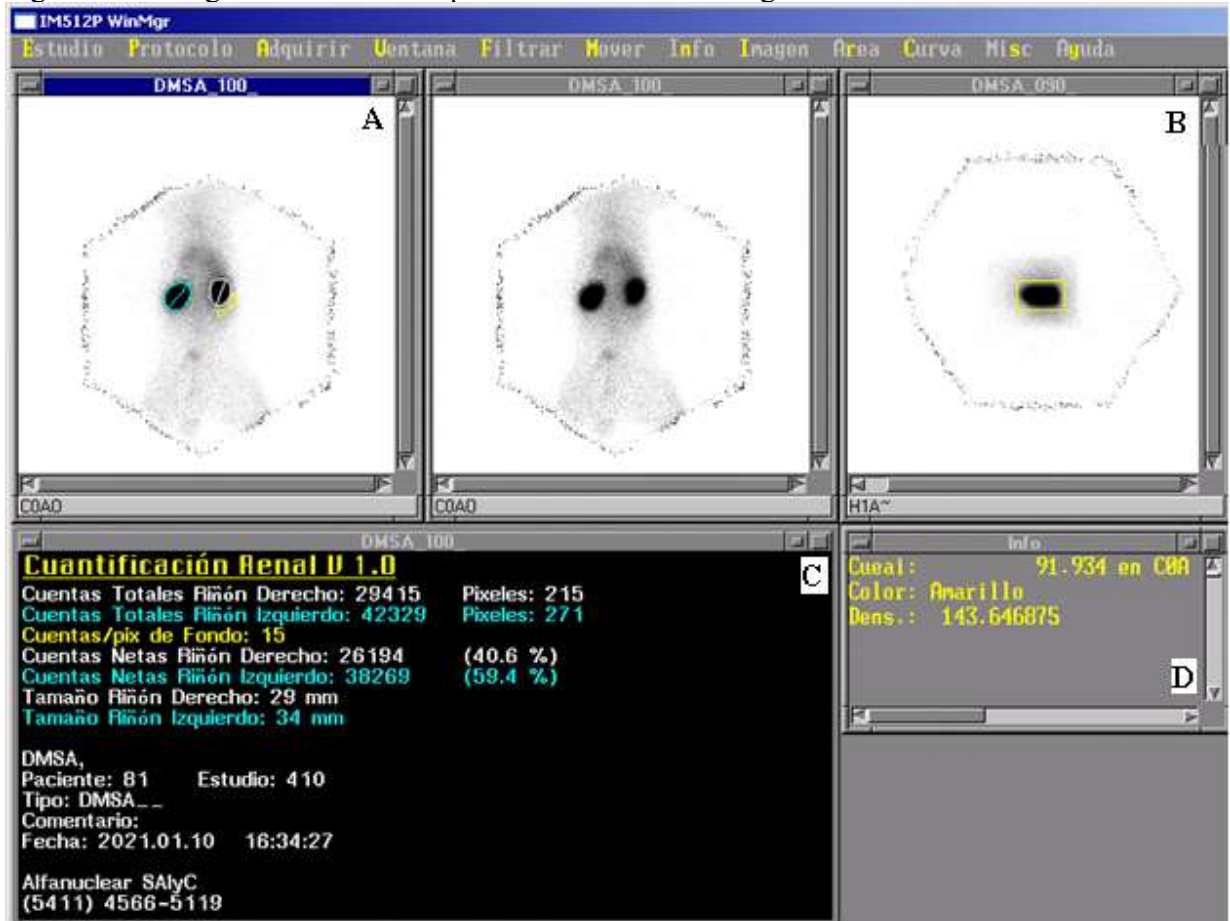 IM512P WinMgr
Estudio Protocolo Adquirir Ventana Filtrar Mover Info Imagen Area Curva Misc Ayuda
DMSA_100_
DMSA_100_
DMSA_090_
A
B
C0A0
C0A0
H1A~
DMSA_100_
Info
Cuantificación Renal V 1.0
C
Cuentas Totales Riñón Derecho: 29415 Pixeles: 215
Cuentas Totales Riñón Izquierdo: 42329 Pixeles: 271
Cuentas/pix de Fondo: 15
Cuentas Netas Riñón Derecho: 26194 (40.6 %)
Cuentas Netas Riñón Izquierdo: 38269 (59.4 %)
Tamaño Riñón Derecho: 29 mm
Tamaño Riñón Izquierdo: 34 mm
DMSA,
Paciente: 81 Estudio: 410
Tipo: DMSA__
Comentario:
Fecha: 2021.01.10 16:34:27
Alfanuclear SAIyC
(5411) 4566-5119
91.934 en C0A
Color: Amarillo
Dens.: 143.646875
D